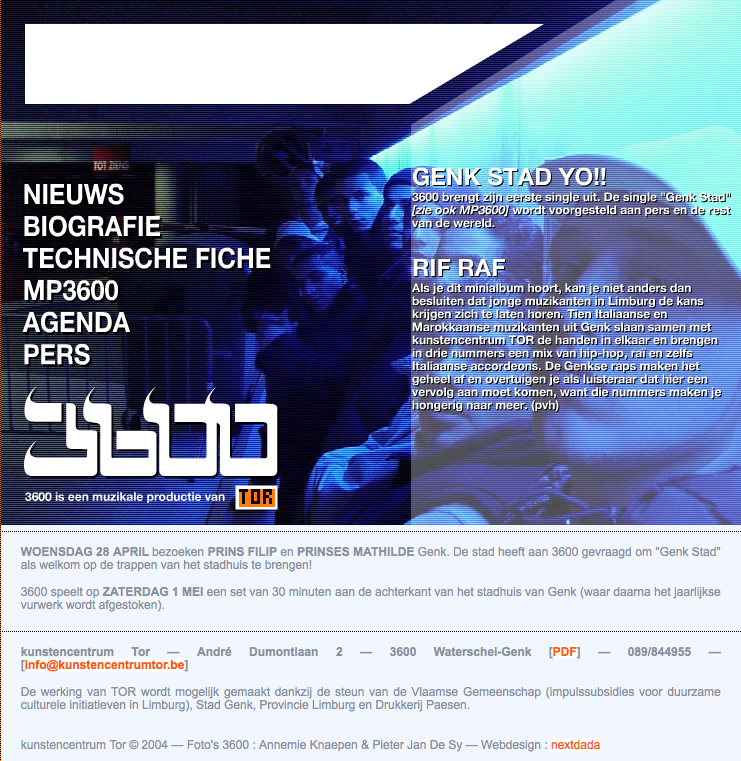 TOT ZIENS
NIEUWS
BIOGRAFIE
TECHNISCHE FICHE
MP3600
AGENDA
PERS
3600
3600 is een muzikale productie van TOR
GENK STAD YO!!
3600 brengt zijn eerste single uit. De single "Genk Stad"
[zie ook MP3600] wordt voorgesteld aan pers en de rest
van de wereld.
RIF RAF
Als je dit minialbum hoort, kan je niet anders dan
besluiten dat jonge muzikanten in Limburg de kans
krijgen zich te laten horen. Tien Italiaanse en
Marokkaanse muzikanten uit Genk slaan samen met
kunstencentrum TOR de handen in elkaar en brengen
in drie nummers een mix van hip-hop, raï en zelfs
Italiaanse accordeons. De Genkse raps maken het
geheel af en overtuigen je als luisteraar dat hier een
vervolg aan moet komen, want die nummers maken je
hongerig naar meer. (pvh)
WOENSDAG 28 APRIL bezoeken PRINS FILIP en PRINSES MATHILDE Genk. De stad heeft aan 3600 gevraagd om "Genk Stad"
als welkom op de trappen van het stadhuis te brengen!
3600 speelt op ZATERDAG 1 MEI een set van 30 minuten aan de achterkant van het stadhuis van Genk (waar daarna het jaarlijkse
vurwerk wordt afgestoken).
kunstencentrum Tor — André Dumontlaan 2 — 3600 Waterschei-Genk [PDF] — 089/844955 —
[info@kunstencentrumtor.be]
De werking van TOR wordt mogelijk gemaakt dankzij de steun van de Vlaamse Gemeenschap (impulssubsidies voor duurzame
culturele initiatieven in Limburg), Stad Genk, Provincie Limburg en Drukkerij Paesen.
kunstencentrum Tor © 2004 — Foto's 3600 : Annemie Knaepen & Pieter Jan De Sy — Webdesign : nextdada